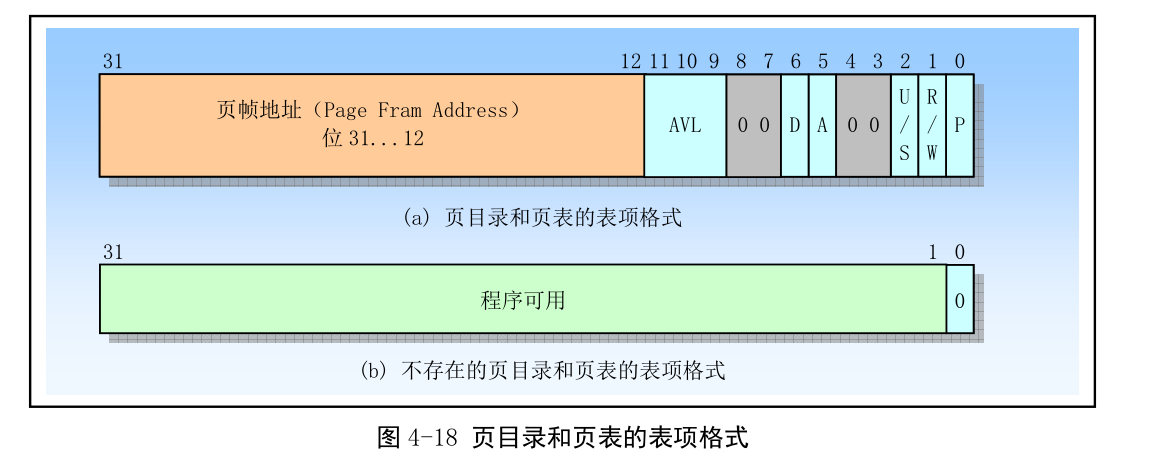 31 12 11 10 9 8 7 6 5 4 3 2 1 0
页帧地址（Page Fram Address）
位 31...12
AVL 0 0 D A 0 0 U/S R/W P
(a) 页目录和页表的表项格式
31 1 0
程序可用 0
(b) 不存在的页目录和页表的表项格式
图 4-18 页目录和页表的表项格式